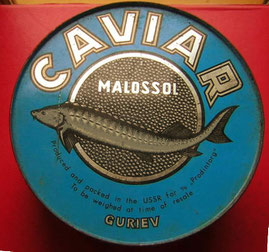 CAVIAR
MALOSSOL
Produced and packed in the USSR for V/O "Prodintorg"
To be weighed at time of resale
GURIEV